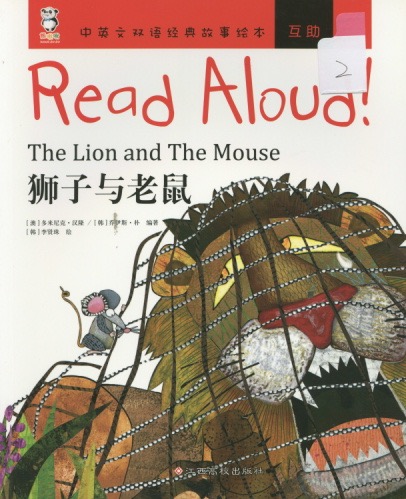 中英文双语经典故事绘本
互助
2
Read Aloud!
The Lion and The Mouse
狮子与老鼠
[澳]多米尼克·汉隆 / [韩]乔伊斯·朴 编著
[韩]李贤珠 绘
江西高校出版社